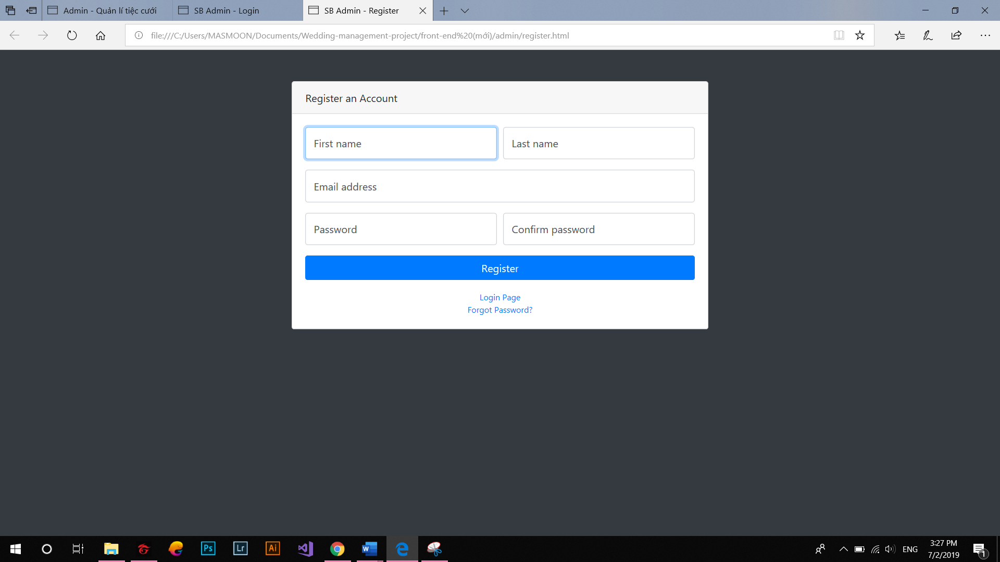 Admin - Quản lí tiệc cưới
SB Admin - Login
SB Admin - Register
file:///C:/Users/MASMOON/Documents/Wedding-management-project/front-end%20(mới)/admin/register.html
Register an Account
First name
Last name
Email address
Password
Confirm password
Register
Login Page
Forgot Password?
Ps
Lr
Ai
W
ENG
3:27 PM
7/2/2019
1